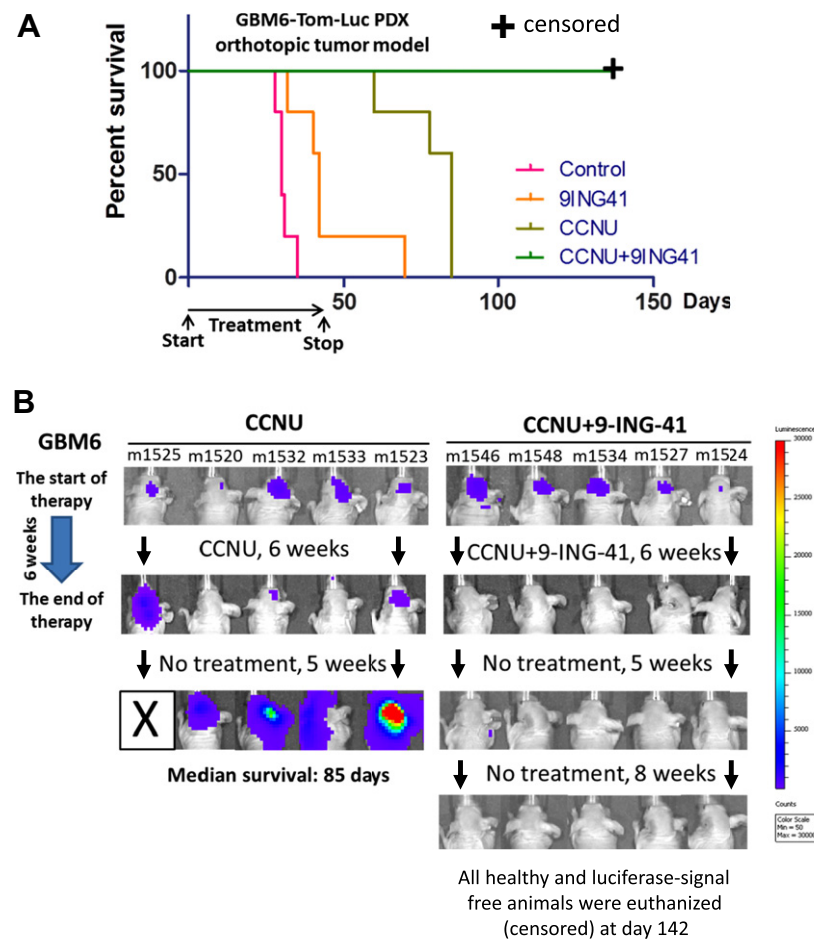 A
GBM6-Tom-Luc PDX
orthotopic tumor model
+ censored
Percent survival
100
50
0
Control
9ING41
CCNU
CCNU+9ING41
50 100 150 Days
Treatment
Start
Stop
B
GBM6
CCNU
CCNU+9-ING-41
m1525 m1520 m1532 m1533 m1523
m1546 m1548 m1534 m1527 m1524
The start of
therapy
6 weeks
CCNU, 6 weeks
CCNU+9-ING-41, 6 weeks
The end of
therapy
No treatment, 5 weeks
No treatment, 5 weeks
X
Median survival: 85 days
No treatment, 8 weeks
All healthy and luciferase-signal
free animals were euthanized
(censored) at day 142
Luminescence
30000
25000
20000
15000
10000
5000
Counts
Color Scale
Min = 50
Max = 30000